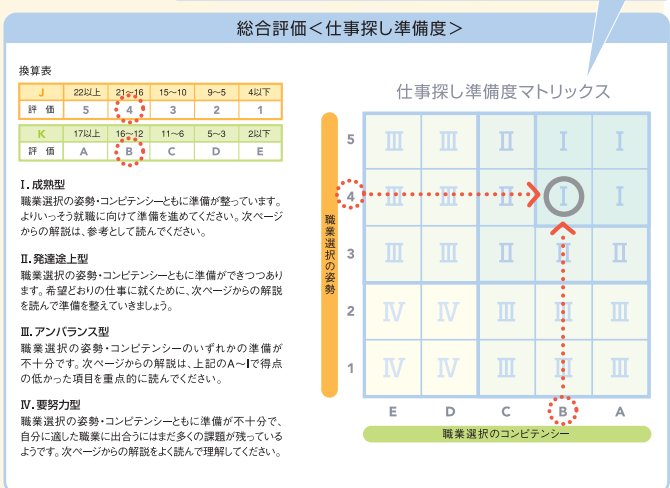 総合評価＜仕事探し準備度＞
換算表
J 22以上 21〜16 15〜10 9〜5 4以下
評 価 5 4 3 2 1
K 17以上 16〜12 11〜6 5〜3 2以下
評 価 A B C D E
Ⅰ. 成熟型
職業選択の姿勢・コンピテンシーともに準備が整っています。
よりいっそう就職に向けて準備を進めてください。次ページ
からの解説は、参考として読んでください。
Ⅱ. 発達途上型
職業選択の姿勢・コンピテンシーともに準備ができつつあり
ます。希望どおりの仕事に就くために、次ページからの解説
を読んで準備を整えていきましょう。
Ⅲ. アンバランス型
職業選択の姿勢・コンピテンシーのいずれかの準備が
不十分です。次ページからの解説は、上記のA〜Iで得点
の低かった項目を重点的に読んでください。
Ⅳ. 要努力型
職業選択の姿勢・コンピテンシーともに準備が不十分で、
自分に適した職業に出合うにはまだ多くの課題が残っている
ようです。次ページからの解説をよく読んで理解してください。
仕事探し準備度マトリックス
職業選択の姿勢
5 Ⅲ Ⅲ Ⅱ Ⅰ Ⅰ
4 Ⅲ Ⅲ Ⅱ Ⅰ Ⅰ
3 Ⅲ Ⅲ Ⅱ Ⅱ Ⅱ
2 Ⅳ Ⅳ Ⅲ Ⅲ Ⅲ
1 Ⅳ Ⅳ Ⅲ Ⅲ Ⅲ
E D C B A
職業選択のコンピテンシー